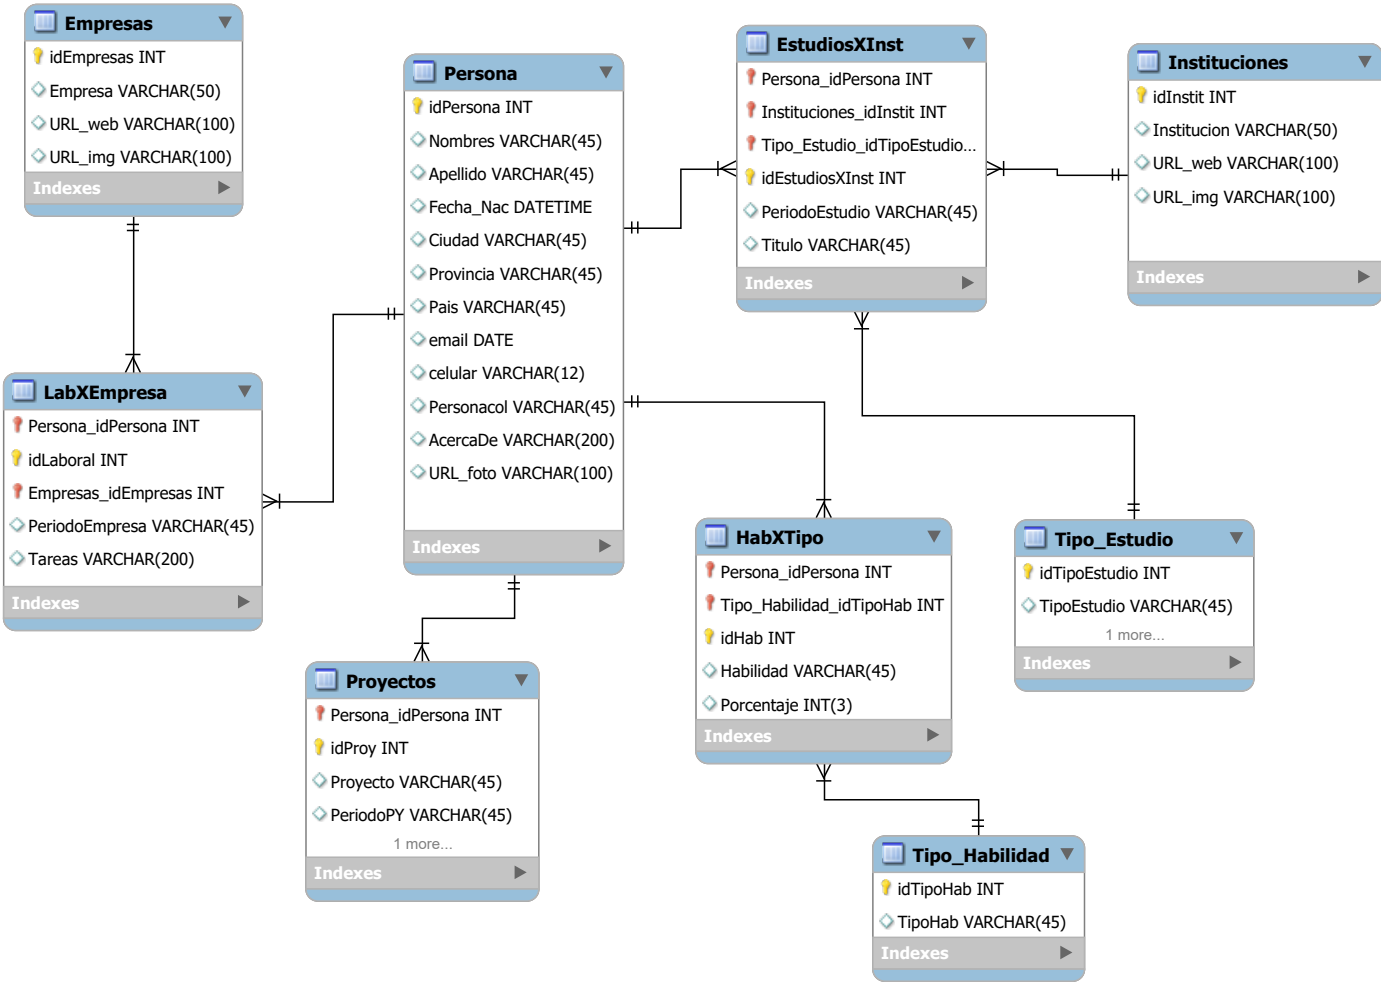 Empresas
idEmpresas INT
Empresa VARCHAR(50)
URL_web VARCHAR(100)
URL_img VARCHAR(100)
Indexes
Persona
idPersona INT
Nombres VARCHAR(45)
Apellido VARCHAR(45)
Fecha_Nac DATETIME
Ciudad VARCHAR(45)
Provincia VARCHAR(45)
Pais VARCHAR(45)
email DATE
celular VARCHAR(12)
Personacol VARCHAR(45)
AcercaDe VARCHAR(200)
URL_foto VARCHAR(100)
Indexes
EstudiosXInst
Persona_idPersona INT
Instituciones_idInstit INT
Tipo_Estudio_idTipoEstudio...
idEstudiosXInst INT
PeriodoEstudio VARCHAR(45)
Titulo VARCHAR(45)
Indexes
Instituciones
idInstit INT
Institucion VARCHAR(50)
URL_web VARCHAR(100)
URL_img VARCHAR(100)
Indexes
LabXEmpresa
Persona_idPersona INT
idLaboral INT
Empresas_idEmpresas INT
PeriodoEmpresa VARCHAR(45)
Tareas VARCHAR(200)
Indexes
HabXTipo
Persona_idPersona INT
Tipo_Habilidad_idTipoHab INT
idHab INT
Habilidad VARCHAR(45)
Porcentaje INT(3)
Indexes
Tipo_Estudio
idTipoEstudio INT
TipoEstudio VARCHAR(45)
1 more...
Indexes
Proyectos
Persona_idPersona INT
idProy INT
Proyecto VARCHAR(45)
PeriodoPY VARCHAR(45)
1 more...
Indexes
Tipo_Habilidad
idTipoHab INT
TipoHab VARCHAR(45)
Indexes